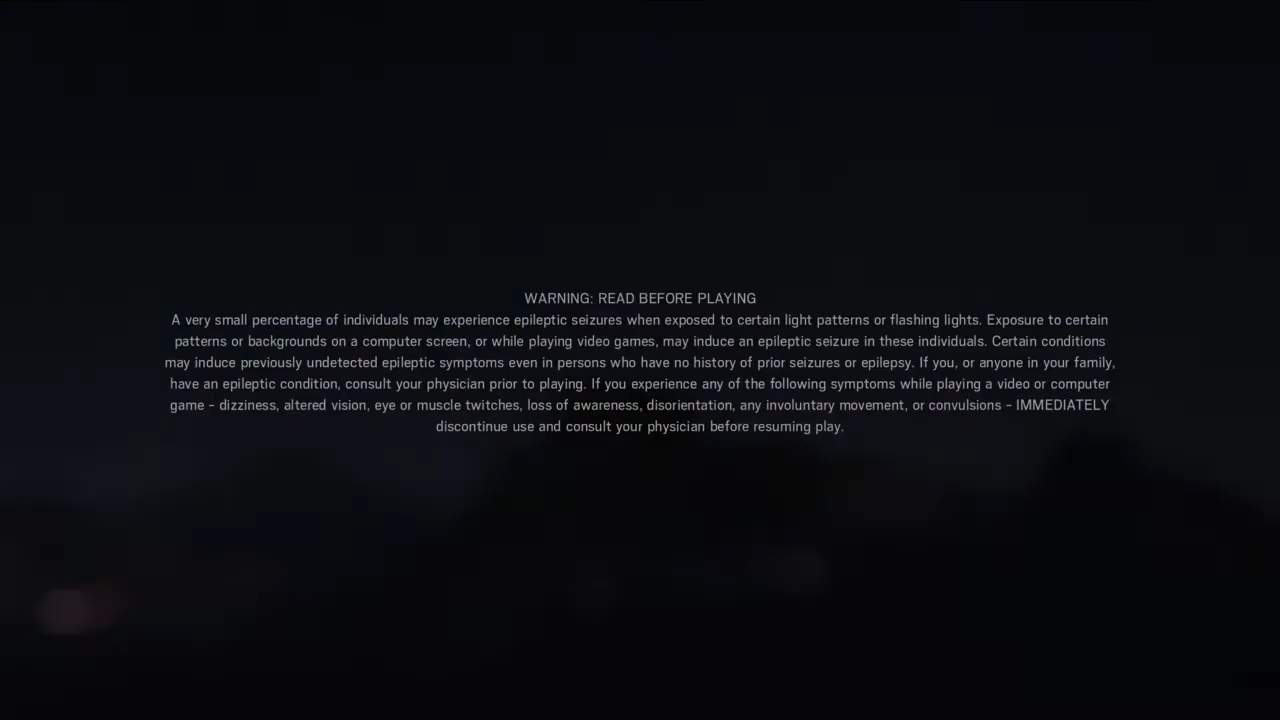 WARNING: READ BEFORE PLAYING
A very small percentage of individuals may experience epileptic seizures when exposed to certain light patterns or flashing lights. Exposure to certain
patterns or backgrounds on a computer screen, or while playing video games, may induce an epileptic seizure in these individuals. Certain conditions
may induce previously undetected epileptic symptoms even in persons who have no history of prior seizures or epilepsy. If you, or anyone in your family,
have an epileptic condition, consult your physician prior to playing. If you experience any of the following symptoms while playing a video or computer
game – dizziness, altered vision, eye or muscle twitches, loss of awareness, disorientation, any involuntary movement, or convulsions – IMMEDIATELY
discontinue use and consult your physician before resuming play.